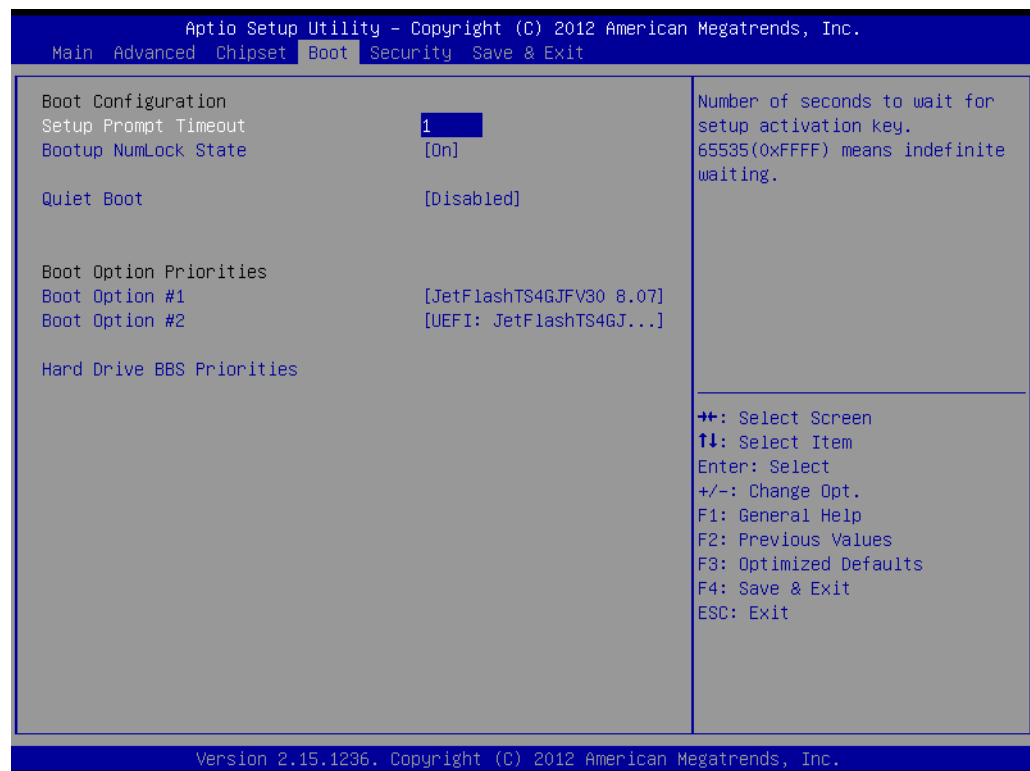 Aptio Setup Utility – Copyright (C) 2012 American Megatrends, Inc.
Main Advanced Chipset Boot Security Save & Exit
Boot Configuration
Setup Prompt Timeout 1
Bootup NumLock State [On]
Quiet Boot [Disabled]
Boot Option Priorities
Boot Option #1 [JetFlashTS4GJFV30 8.07]
Boot Option #2 [UEFI: JetFlashTS4GJ...]
Hard Drive BBS Priorities
Number of seconds to wait for
setup activation key.
65535(0xFFFF) means indefinite
waiting.
→←: Select Screen
↑↓: Select Item
Enter: Select
+/-: Change Opt.
F1: General Help
F2: Previous Values
F3: Optimized Defaults
F4: Save & Exit
ESC: Exit
Version 2.15.1236. Copyright (C) 2012 American Megatrends, Inc.